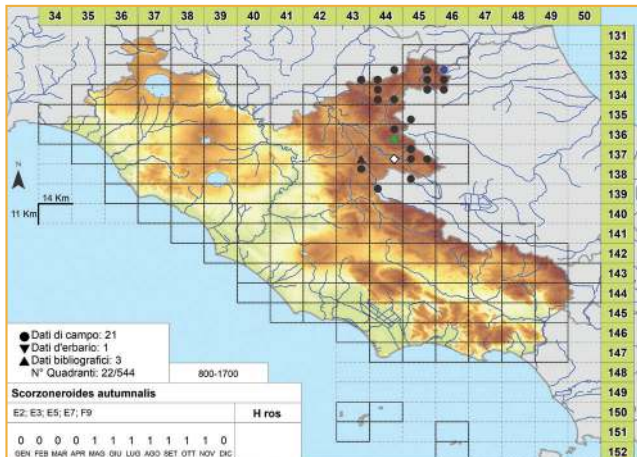 34 35 36 37 38 39 40 41 42 43 44 45 46 47 48 49 50
131
132
133
134
135
136
137
138
139
140
141
142
143
144
145
146
147
148
149
150
151
152
N
14 Km
11 Km
Dati di campo: 21
Dati d'erbario: 1
Dati bibliografici: 3
N° Quadranti: 22/544
800-1700
Scorzoneroides autumnalis
E2; E3; E5; E7; F9 H ros
0 0 0 0 1 1 1 1 1 1 1 0
GEN FEB MAR APR MAG GIU LUG AGO SET OTT NOV DIC